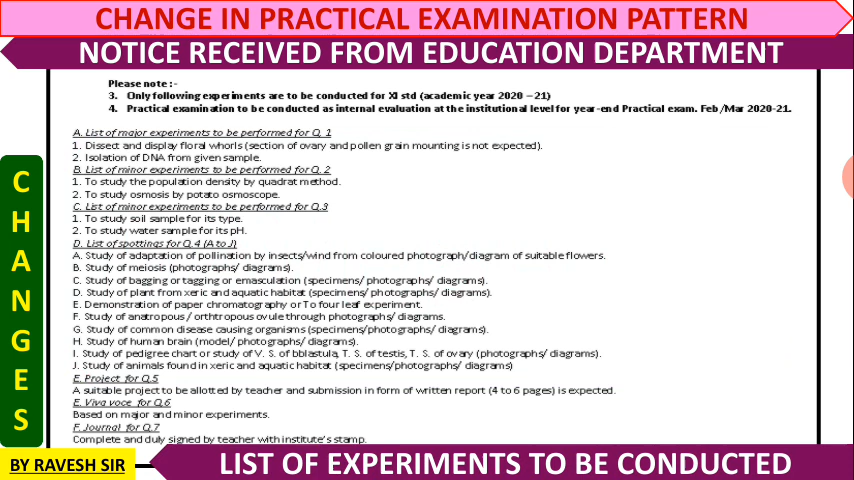 CHANGE IN PRACTICAL EXAMINATION PATTERN
NOTICE RECEIVED FROM EDUCATION DEPARTMENT
Please note :-
3. Only following experiments are to be conducted for XI std (academic year 2020 –21)
4. Practical examination to be conducted as internal evaluation at the institutional level for year-end Practical exam. Feb/Mar 2020-21.
A. List of major experiments to be performed for Q. 1
1. Dissect and display floral whorls (section of ovary and pollen grain mounting is not expected).
2. Isolation of DNA from given sample.
B. List of minor experiments to be performed for Q.2
1. To study the population density by quadrat method.
2. To study osmosis by potato osmoscope.
C. List of minor experiments to be performed for Q.3
1. To study soil sample for its type.
2. To study water sample for its pH.
D. List of spottings for Q.4 (A to J)
A. Study of adaptation of pollination by insects/wind from coloured photograph/diagram of suitable flowers.
B. Study of meiosis (photographs/ diagrams).
C. Study of bagging or tagging or emasculation (specimens/ photographs/ diagrams).
D. Study of plant from xeric and aquatic habitat (specimens/ photographs/ diagrams).
E. Demonstration of paper chromatography or To four leaf experiment.
F. Study of anatropous / orthtropous ovule through photographs/ diagrams.
G. Study of common disease causing organisms (specimens/photographs/ diagrams).
H. Study of human brain (model/ photographs/ diagrams).
I. Study of pedigree chart or study of V. S. of bblastula, T. S. of testis, T. S. of ovary (photographs/ diagrams).
J. Study of animals found in xeric and aquatic habitat (specimens/photographs/ diagrams)
E. Project for Q.5
A suitable project to be allotted by teacher and submission in form of written report (4 to 6 pages) is expected.
E. Viva voce for Q.6
Based on major and minor experiments.
F. Journal for Q.7
Complete and duly signed by teacher with institute's stamp.
CHANGES
BY RAVESH SIR
LIST OF EXPERIMENTS TO BE CONDUCTED